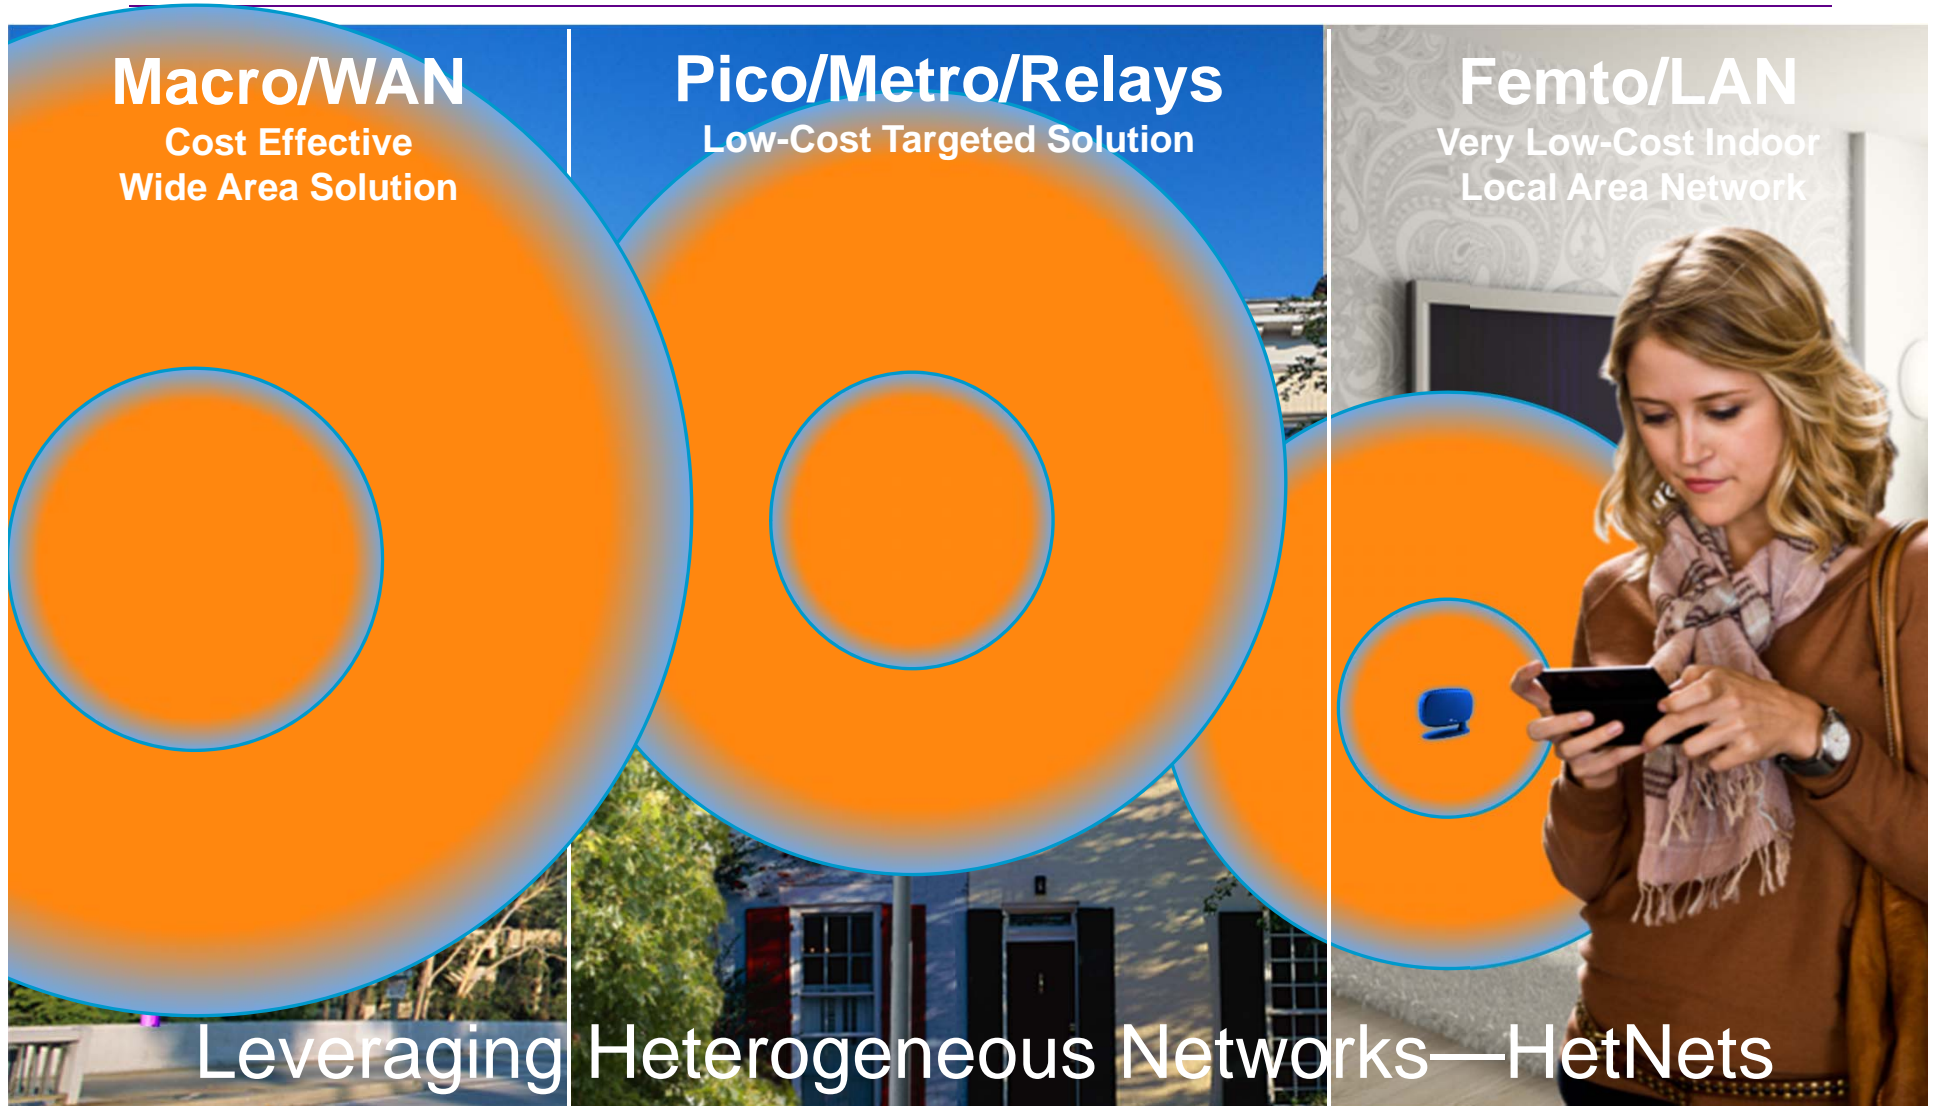 Macro/WAN
Cost Effective
Wide Area Solution
Pico/Metro/Relays
Low-Cost Targeted Solution
Femto/LAN
Very Low-Cost Indoor
Local Area Network
Leveraging Heterogeneous Networks—HetNets